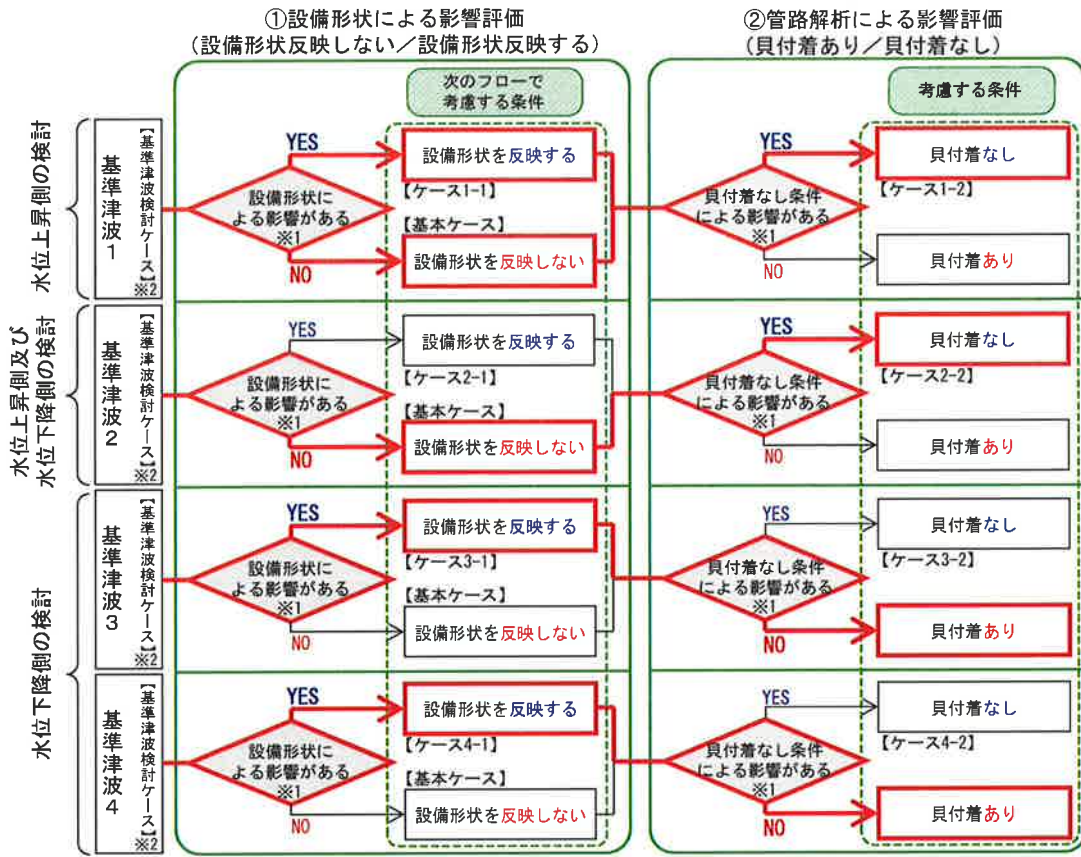 ①設備形状による影響評価
（設備形状反映しない／設備形状反映する）
②管路解析による影響評価
（貝付着あり／貝付着なし）
次のフローで
考慮する条件
考慮する条件
水位上昇側の検討
基準津波1
【基準津波検討ケース】※2
設備形状に
よる影響がある
※1
YES
設備形状を反映する
【ケース1-1】
【基本ケース】
NO
設備形状を反映しない
貝付着なし条件
による影響がある
※1
YES
貝付着なし
【ケース1-2】
NO
貝付着あり
水位上昇側及び
水位下降側の検討
基準津波2
【基準津波検討ケース】※2
設備形状に
よる影響がある
※1
YES
設備形状を反映する
【ケース2-1】
【基本ケース】
NO
設備形状を反映しない
貝付着なし条件
による影響がある
※1
YES
貝付着なし
【ケース2-2】
NO
貝付着あり
水位下降側の検討
基準津波3
【基準津波検討ケース】※2
設備形状に
よる影響がある
※1
YES
設備形状を反映する
【ケース3-1】
【基本ケース】
NO
設備形状を反映しない
貝付着なし条件
による影響がある
※1
YES
貝付着なし
【ケース3-2】
NO
貝付着あり
基準津波4
【基準津波検討ケース】※2
設備形状に
よる影響がある
※1
YES
設備形状を反映する
【ケース4-1】
【基本ケース】
NO
設備形状を反映しない
貝付着なし条件
による影響がある
※1
YES
貝付着なし
【ケース4-2】
NO
貝付着あり